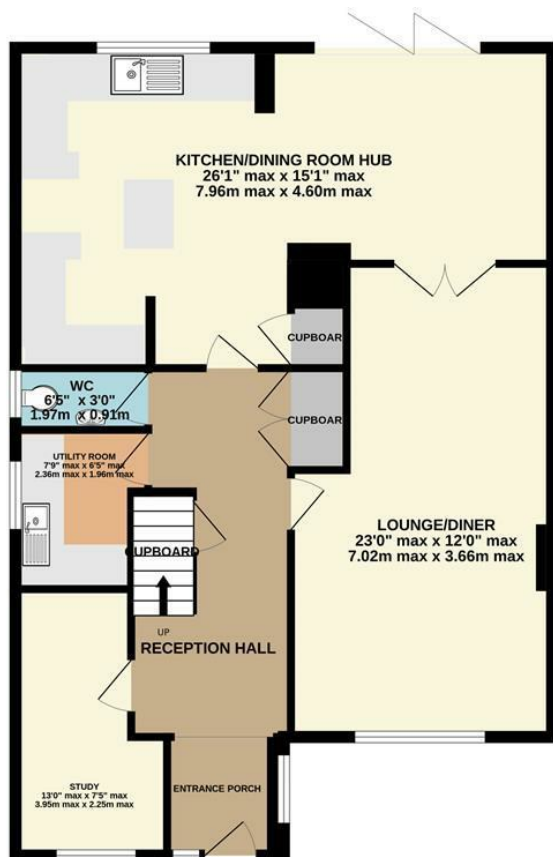 KITCHEN/DINING ROOM HUB
26'1" max x 15'1" max
7.96m max x 4.60m max
CUPBOAR
WC
6'5" x 3'0"
1.97m x 0.91m
CUPBOAR
UTILITY ROOM
7'9" max x 6'5" max
2.36m max x 1.96m max
LOUNGE/DINER
23'0" max x 12'0" max
7.02m max x 3.66m max
CUPBOARD
UP
RECEPTION HALL
STUDY
13'0" max x 7'5" max
3.95m max x 2.25m max
ENTRANCE PORCH